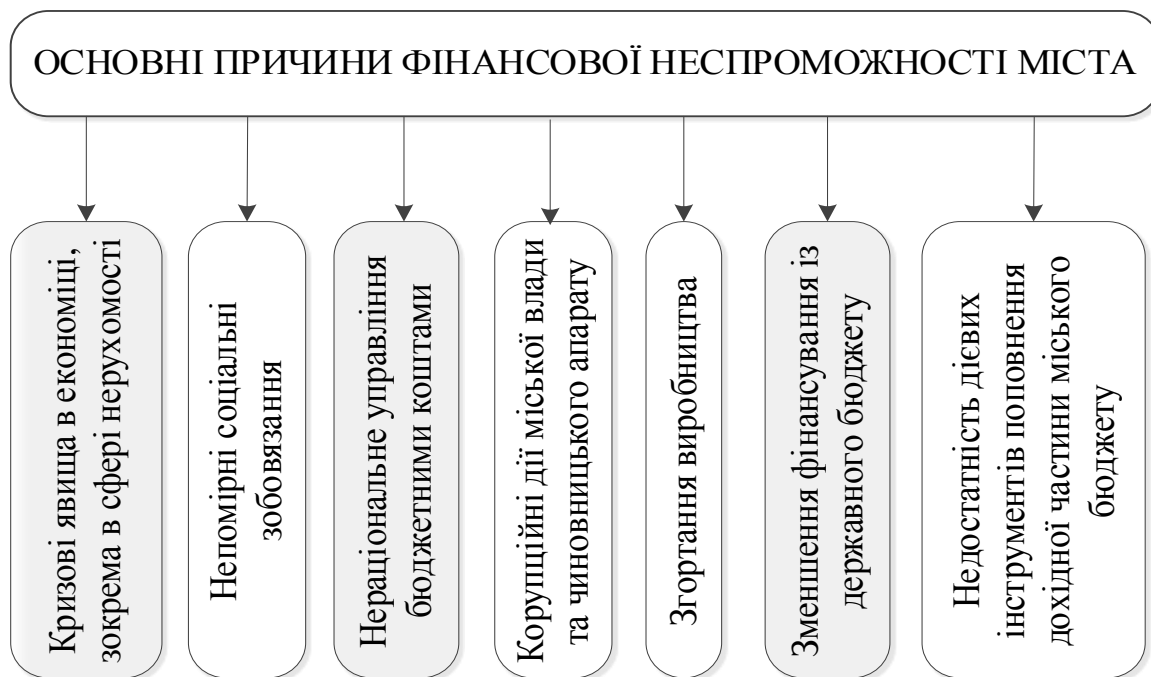 ОСНОВНІ ПРИЧИНИ ФІНАНСОВОЇ НЕСПРОМОЖНОСТІ МІСТА
Кризові явища в економіці,
зокрема в сфері нерухомості
Непомірні соціальні
зобовязання
Нераціональне управління
бюджетними коштами
Корупційні дії міської влади
та чиновницького апарату
Згортання виробництва
Зменшення фінансування із
державного бюджету
Недостатність дієвих
інструментів поповнення
дохідної частини міського
бюджету